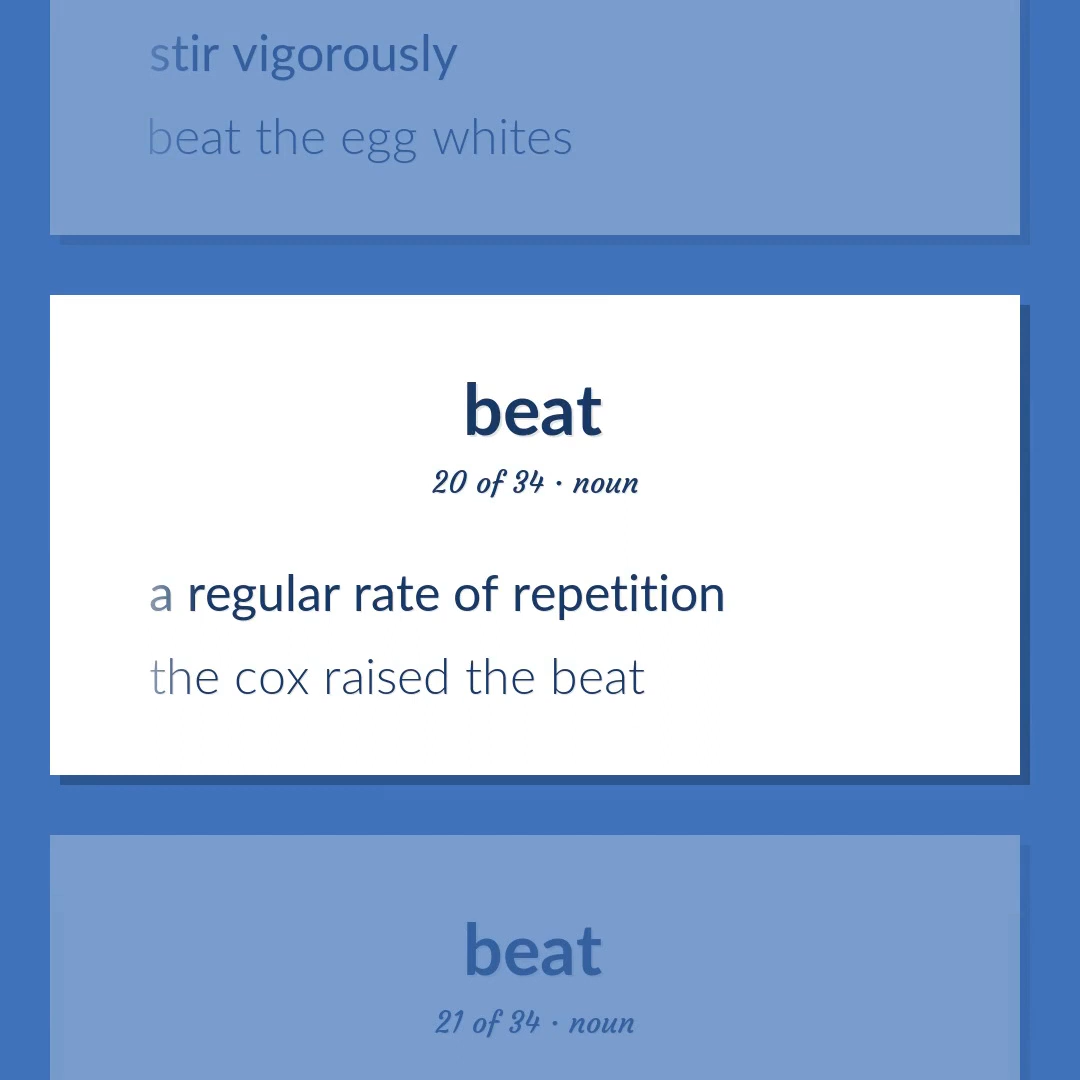 stir vigorously
beat the egg whites
beat
20 of 34 · noun
a regular rate of repetition
the cox raised the beat
beat
21 of 34 · noun